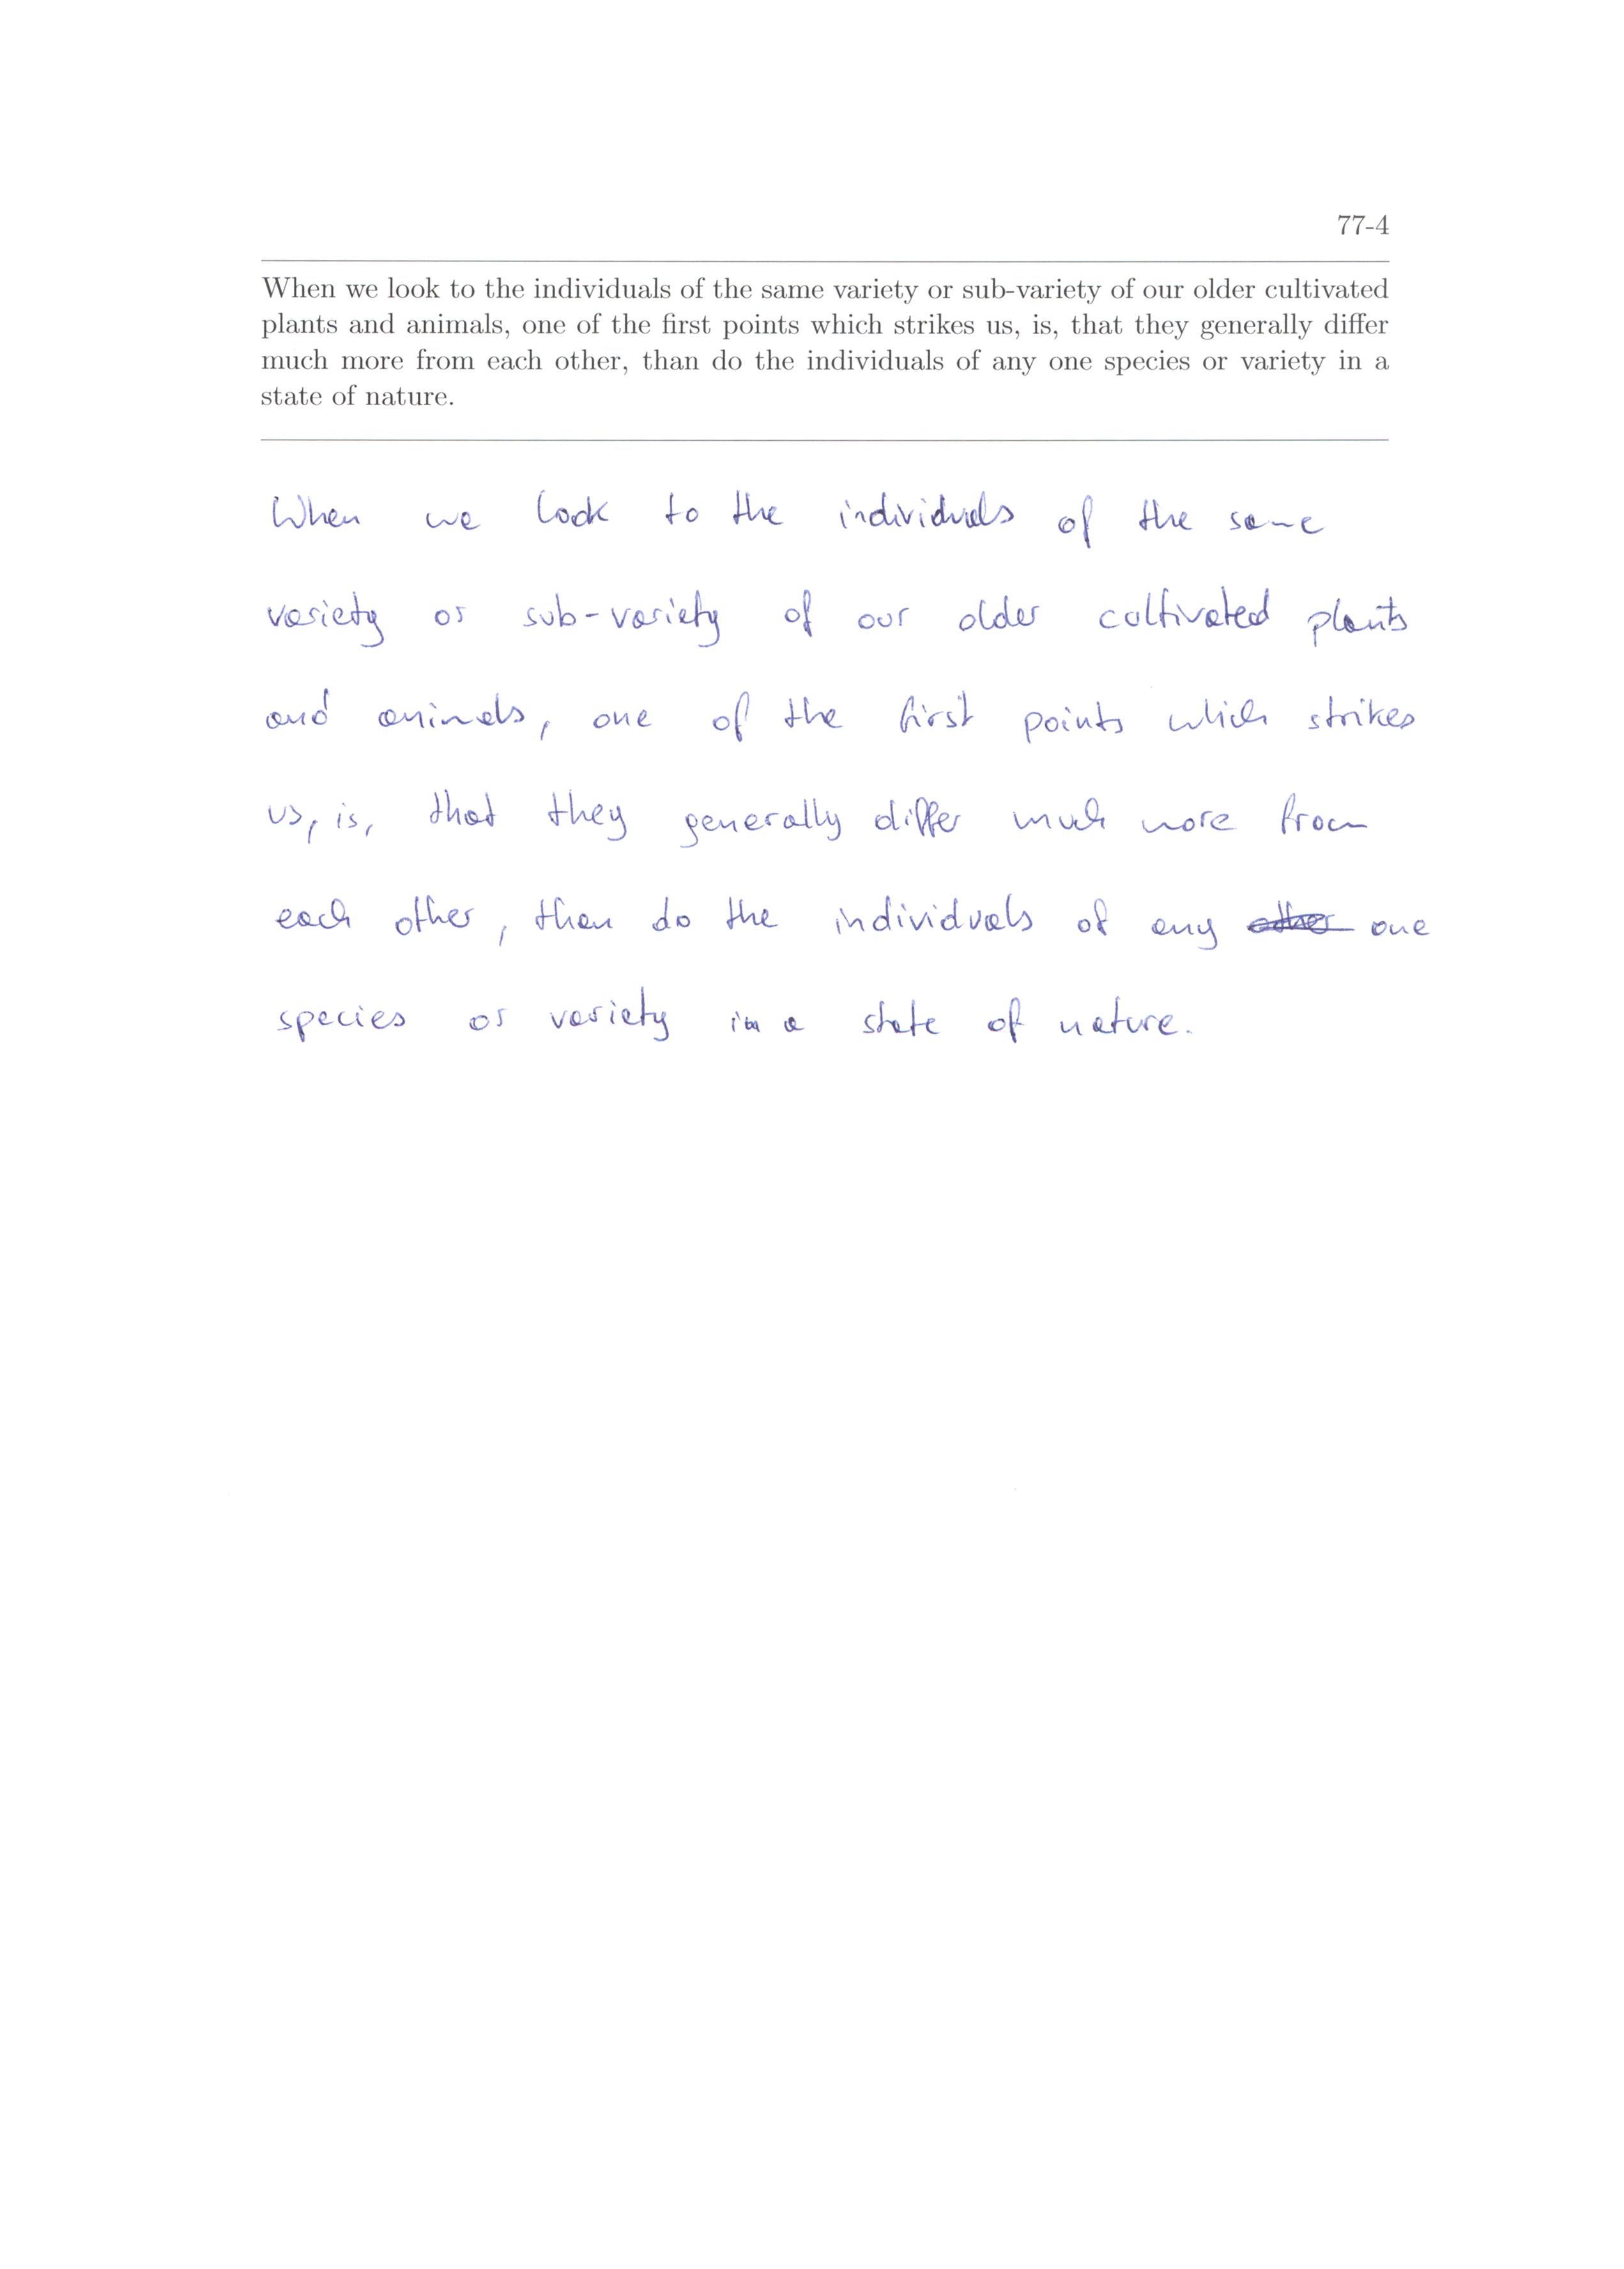 77-4
When we look to the individuals of the same variety or sub-variety of our older cultivated
plants and animals, one of the first points which strikes us, is, that they generally differ
much more from each other, than do the individuals of any one species or variety in a
state of nature.
When we look to the individuals of the same
variety or sub-variety of our older cultivated plants
and animals, one of the first points which strikes
us, is, that they generally differ much more from
each other, than do the individuals of any other one
species or variety in a state of nature.